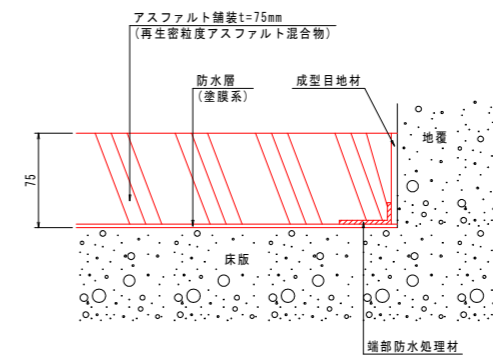 アスファルト舗装t=75mm
(再生密粒度アスファルト混合物)
防水層
(塗膜系)
成型目地材
地覆
75
床版
端部防水処理材